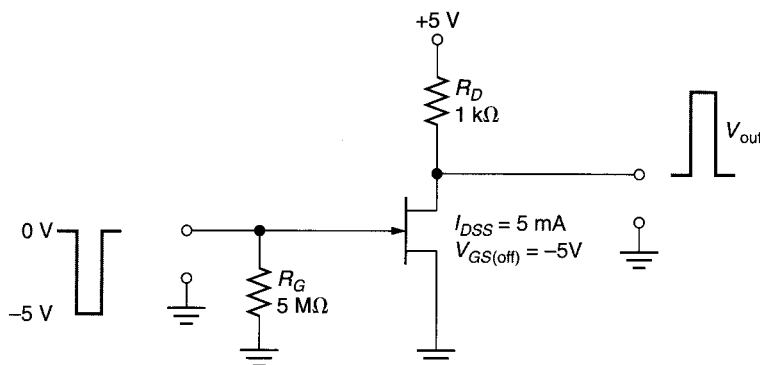 +5 V
R_D
1 kΩ
V_out
0 V
I_DSS = 5 mA
V_GS(off) = –5V
R_G
5 MΩ
–5 V